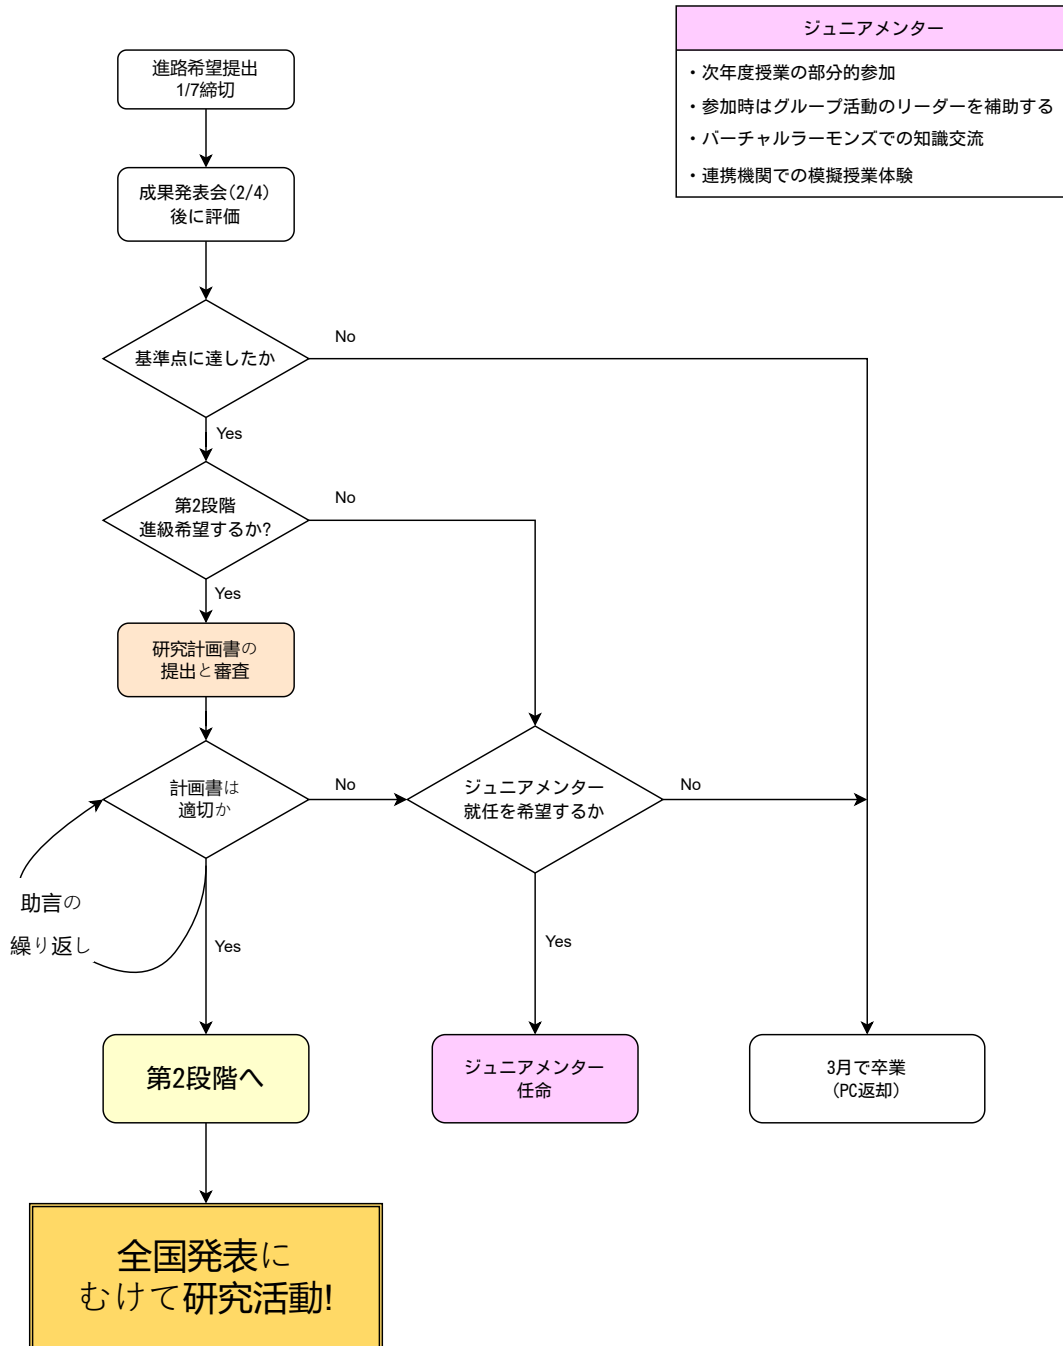 ジュニアメンター
・次年度授業の部分的参加
・参加時はグループ活動のリーダーを補助する
・バーチャルラーモンズでの知識交流
・連携機関での模擬授業体験
進路希望提出
1/7締切
成果発表会(2/4)
後に評価
基準点に達したか
No
Yes
第2段階
進級希望するか?
No
Yes
研究計画書の
提出と審査
計画書は
適切か
No
ジュニアメンター
就任を希望するか
No
助言の
繰り返し
Yes
Yes
第2段階へ
ジュニアメンター
任命
3月で卒業
(PC返却)
全国発表に
むけて研究活動!